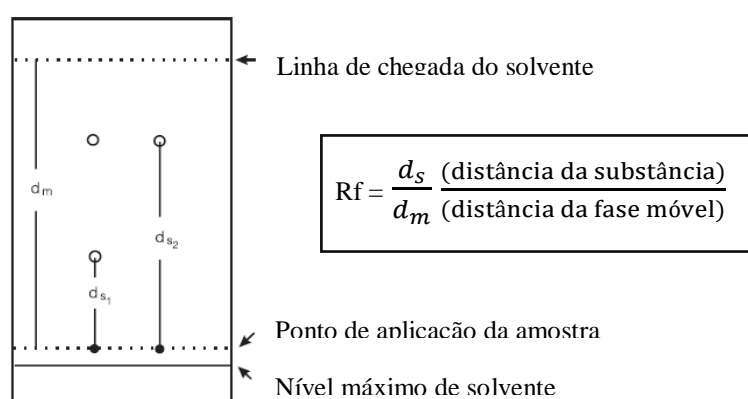 Linha de chegada do solvente
dₘ
dₛ₂
dₛ₁
Rf = dₛ/dₘ (distância da substância)/(distância da fase móvel)
Ponto de aplicação da amostra
Nível máximo de solvente